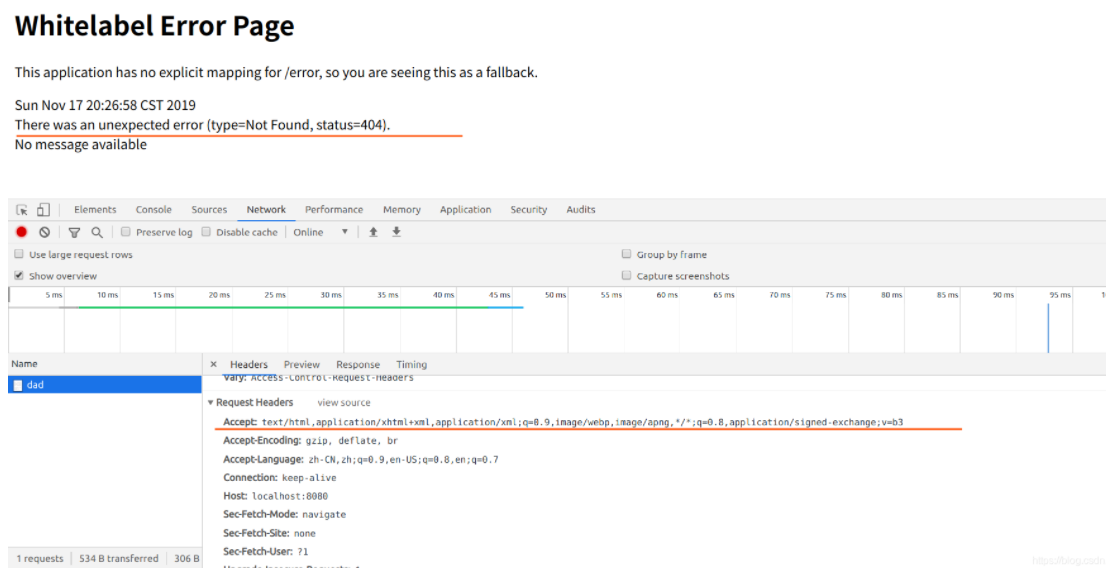 Whitelabel Error Page
This application has no explicit mapping for /error, so you are seeing this as a fallback.
Sun Nov 17 20:26:58 CST 2019
There was an unexpected error (type=Not Found, status=404).
No message available
Elements Console Sources Network Performance Memory Application Security Audits
Preserve log Disable cache Online
Use large request rows Group by frame
Show overview Capture screenshots
5 ms 10 ms 15 ms 20 ms 25 ms 30 ms 35 ms 40 ms 45 ms 50 ms 55 ms 60 ms 65 ms 70 ms 75 ms 80 ms 85 ms 90 ms 95 ms
Name × Headers Preview Response Timing
Vary: Access-Control-Request-Headers
dad
Request Headers view source
Accept: text/html,application/xhtml+xml,application/xml;q=0.9,image/webp,image/apng,*/*;q=0.8,application/signed-exchange;v=b3
Accept-Encoding: gzip, deflate, br
Accept-Language: zh-CN,zh;q=0.9,en-US;q=0.8,en;q=0.7
Connection: keep-alive
Host: localhost:8080
Sec-Fetch-Mode: navigate
Sec-Fetch-Site: none
Sec-Fetch-User: ?1
1 requests 534 B transferred 306 B
https://blog.csdn